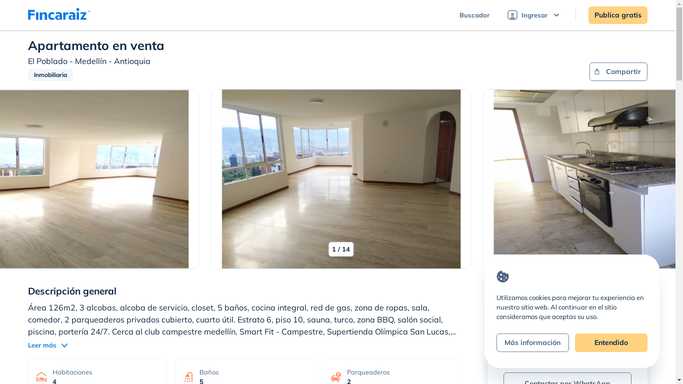 Fincaraiz
Buscador
Ingresar
Publica gratis
Apartamento en venta
El Poblado - Medellín - Antioquia
Inmobiliaria
Compartir
1 / 14
Descripción general
Área 126m2, 3 alcobas, alcoba de servicio, closet, 5 baños, cocina integral, red de gas, zona de ropas, sala,
comedor, 2 parqueaderos privados cubierto, cuarto útil. Estrato 6, piso 10, sauna, turco, zona BBQ, salón social,
piscina, portería 24/7. Cerca al club campestre medellín, Smart Fit - Campestre, Supertienda Olímpica San Lucas,...
Leer más
Habitaciones
4
Baños
5
Parqueaderos
2
Utilizamos cookies para mejorar tu experiencia en
nuestro sitio web. Al continuar en el sitio
consideramos que aceptas su uso.
Más información
Entendido
Contactar por WhatsApp